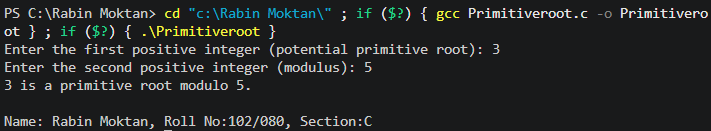 PS C:\Rabin Moktan> cd "c:\Rabin Moktan\" ; if ($?) { gcc Primitiveroot.c -o Primitivero
ot } ; if ($?) { .\Primitiveroot }
Enter the first positive integer (potential primitive root): 3
Enter the second positive integer (modulus): 5
3 is a primitive root modulo 5.
Name: Rabin Moktan, Roll No:102/080, Section:C